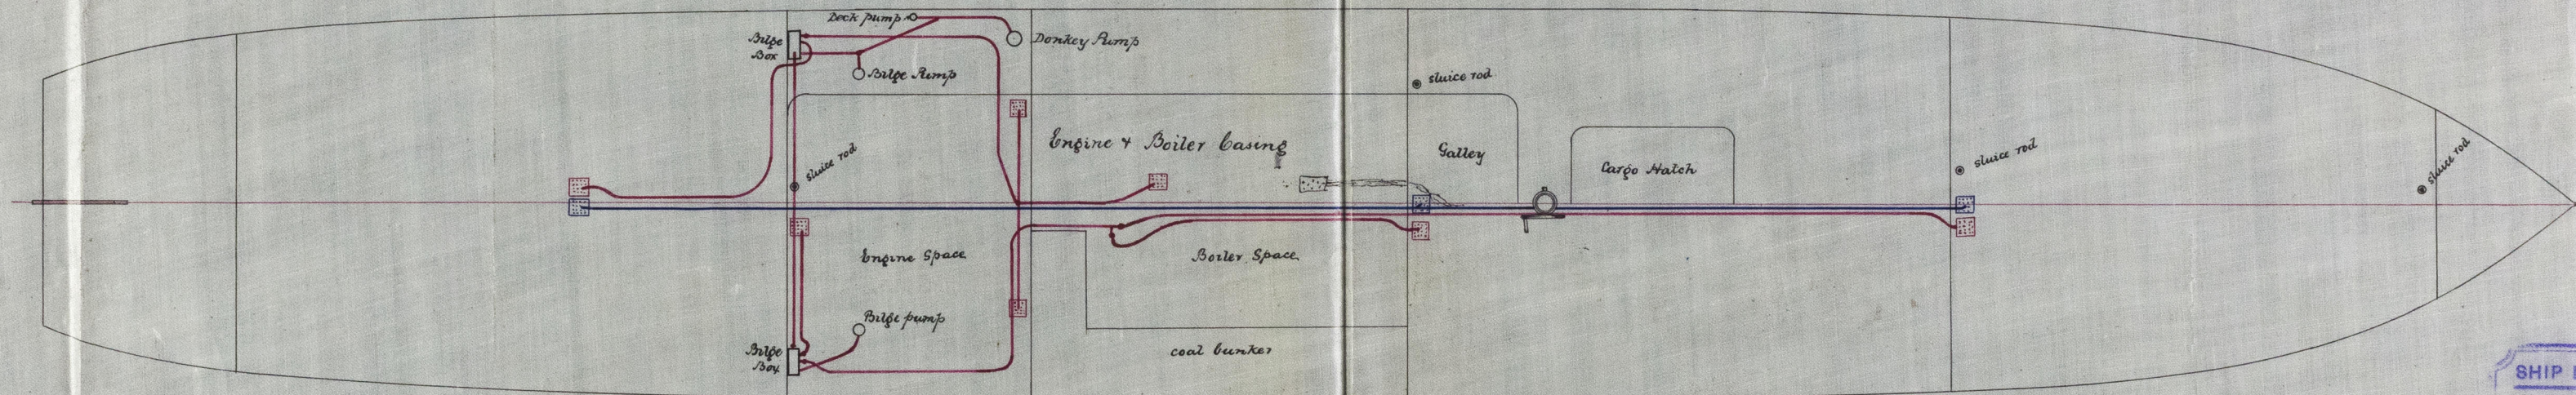 Deck pump
Bilge
Box
Donkey Pump
Bilge Pump
sluice rod
sluice rod
Engine & Boiler Casing
Galley
Cargo Hatch
sluice rod
sluice rod
Engine Space
Boiler Space
Bilge pump
Bilge
Box
coal bunker
SHIP